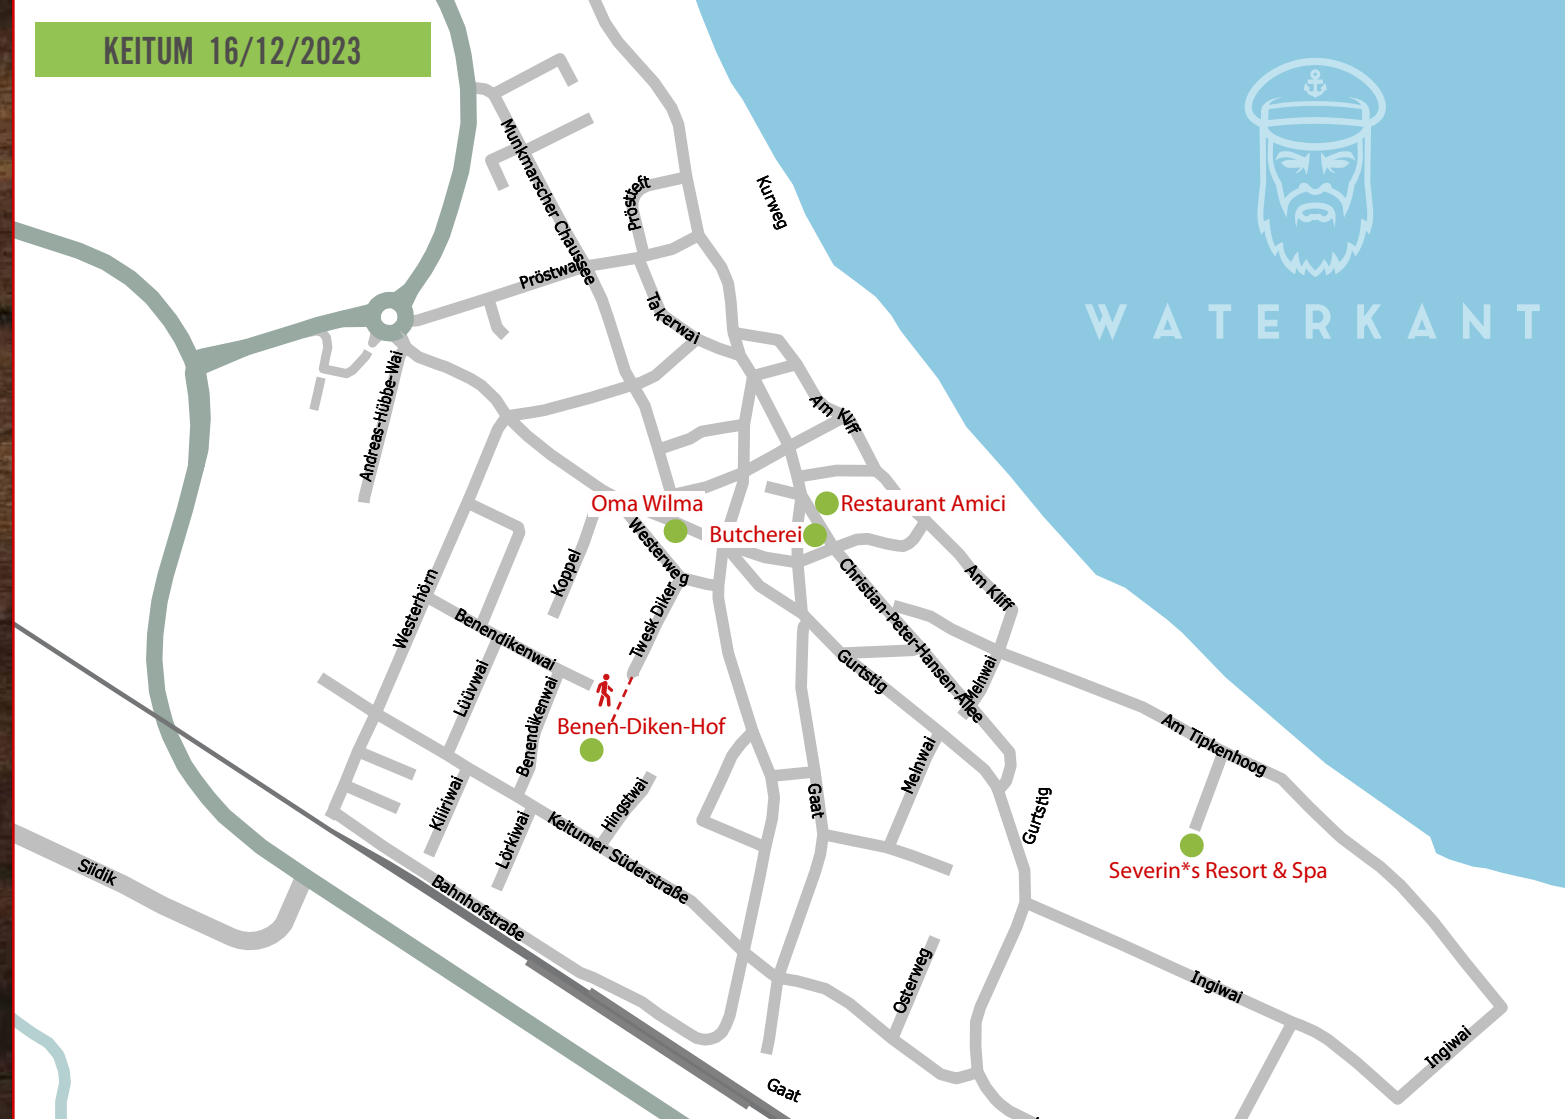 KEITUM 16/12/2023
WATERKANT
Munkmarscher Chaussee
Pröstwai
Kurweg
Takerwai
Andreas-Hübbe-Wai
Am Kliff
Oma Wilma
Restaurant Amici
Butcherei
Westerweg
Koppel
Twesk Diker
Westerhörn
Benendikenwai
Lüüvwai
Benendikenwai
Benen-Diken-Hof
Christian-Peter-Hansen-Allee
Am Kliff
Gurtstig
Melnwai
Melnwai
Am Tipkenhoog
Gaat
Gurtstig
Kliiriwai
Lörkiwai
Hingstwai
Keitumer Süderstraße
Severin*s Resort & Spa
Siidik
Bahnhofstraße
Osterweg
Ingiwai
Ingiwai
Gaat